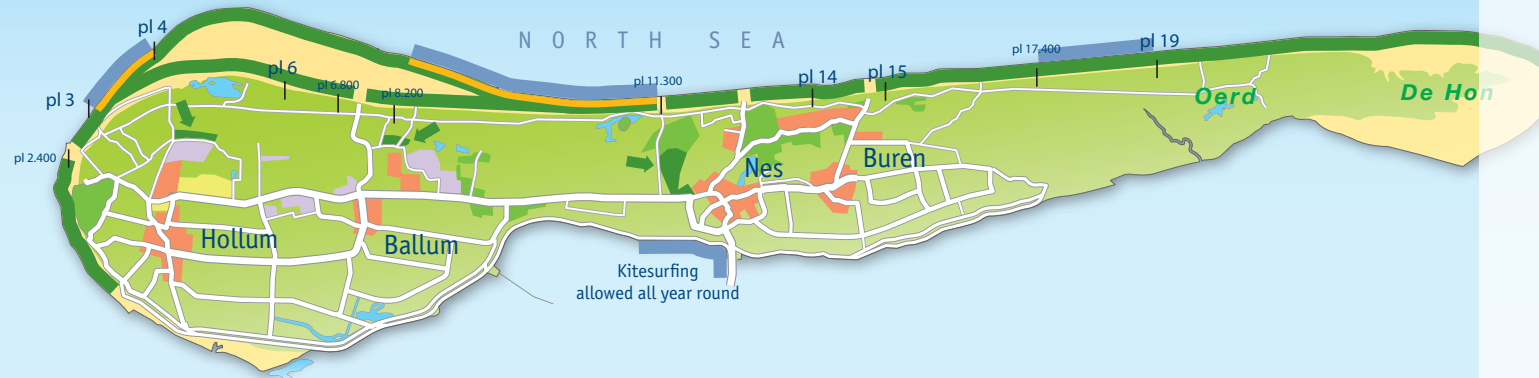 NORTH SEA
pl 4
pl 19
pl 17.400
pl 6
pl 14
pl 15
pl 6.800
pl 11.300
pl 3
pl 8.200
Oerd
De Hon
pl 2.400
Buren
Nes
Hollum
Ballum
Kitesurfing
allowed all year round